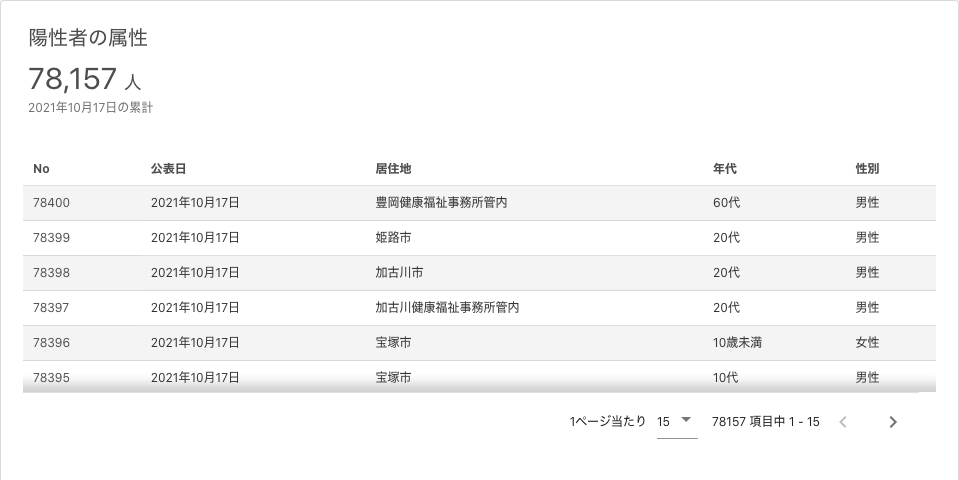 陽性者の属性
78,157 人
2021年10月17日の累計
No 公表日 居住地 年代 性別
78400 2021年10月17日 豊岡健康福祉事務所管内 60代 男性
78399 2021年10月17日 姫路市 20代 男性
78398 2021年10月17日 加古川市 20代 男性
78397 2021年10月17日 加古川健康福祉事務所管内 20代 男性
78396 2021年10月17日 宝塚市 10歳未満 女性
78395 2021年10月17日 宝塚市 10代 男性
1ページ当たり 15 78157 項目中 1 - 15